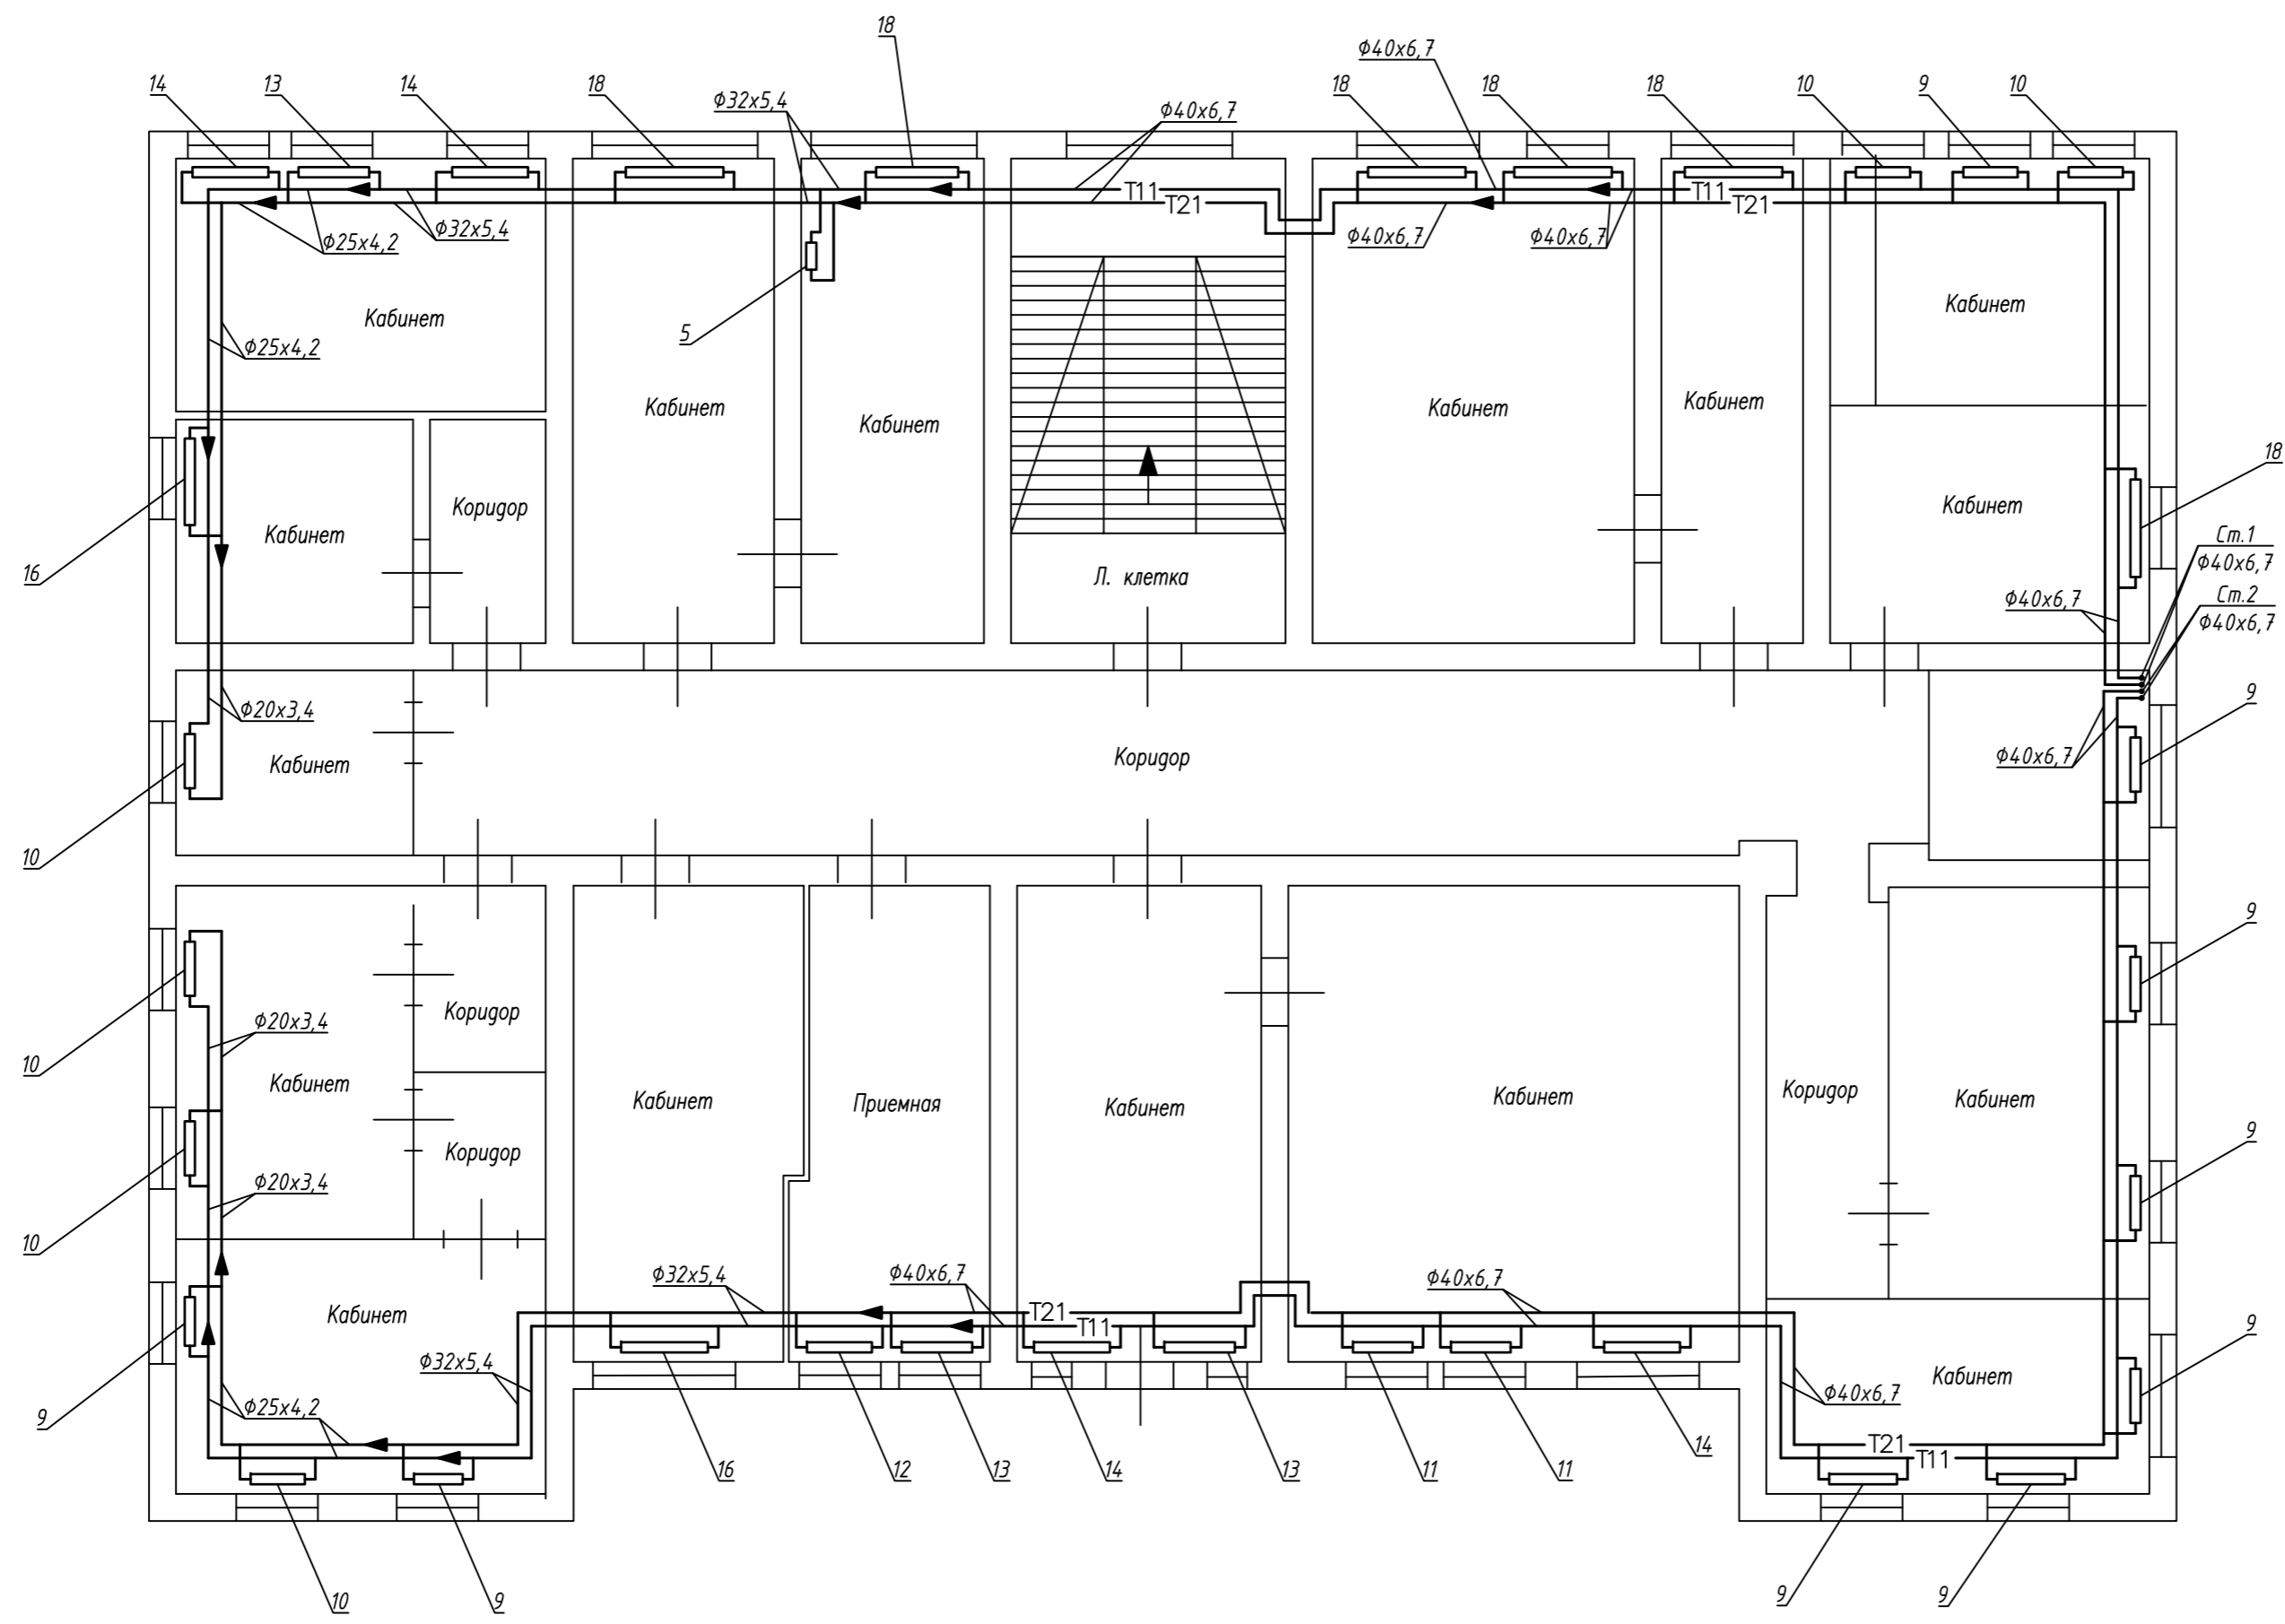 18
Ф40х6,7
14
13
14
18
Ф32х5,4
Ф40х6,7
18
18
18
10
9
10
Т11
Т21
Т11
Т21
Ф25х4,2
Ф32х5,4
Ф40х6,7
Ф40х6,7
5
Ф25х4,2
Кабинет
Кабинет
Кабинет
Кабинет
Кабинет
Кабинет
Кабинет
18
Кабинет
Коридор
Кабинет
16
Л. клетка
Ст.1
Ф40х6,7
Ст.2
Ф40х6,7
Ф40х6,7
Ф20х3,4
9
Кабинет
Коридор
Ф40х6,7
10
9
Коридор
Ф20х3,4
10
Кабинет
Кабинет
Приемная
Кабинет
Кабинет
Коридор
Кабинет
9
Коридор
Ф20х3,4
10
Ф32х5,4
Ф40х6,7
Ф40х6,7
Т21
Т11
Кабинет
9
Ф32х5,4
Кабинет
Ф25х4,2
Ф40х6,7
9
Т21
Т11
16
12
13
14
13
11
11
14
10
9
9
9